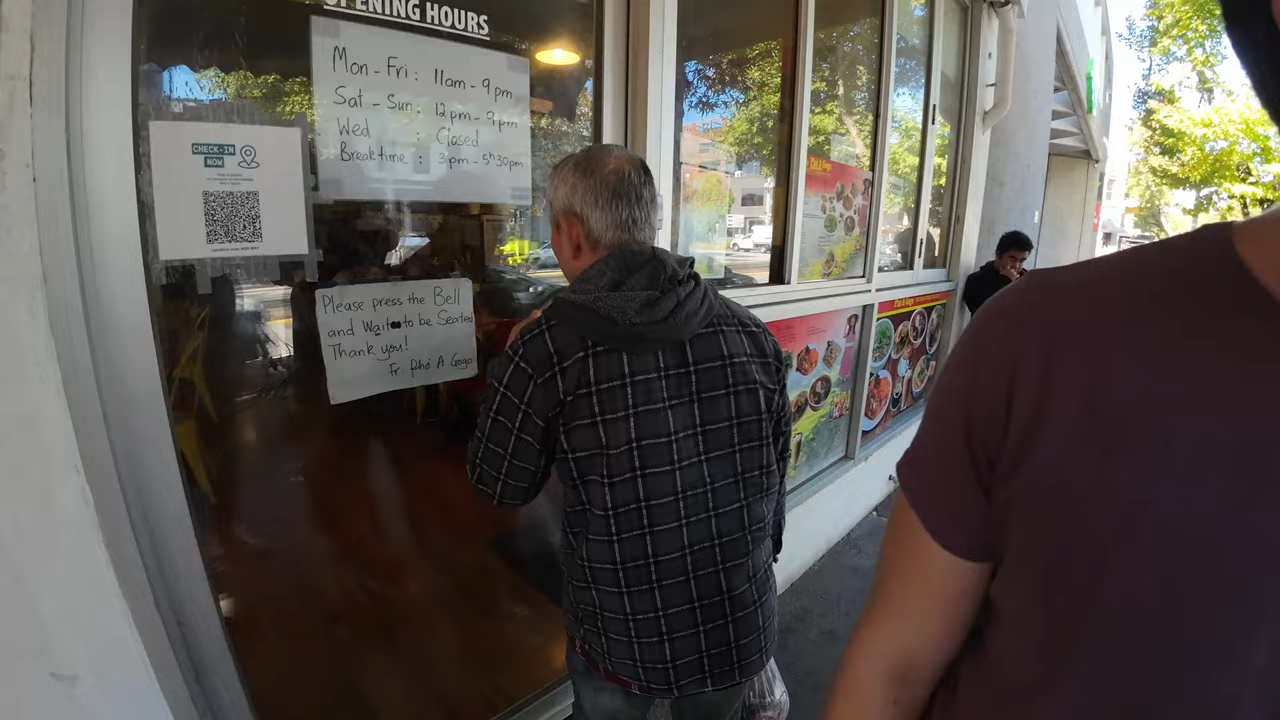 OPENING HOURS
Mon - Fri : 11am - 9pm
Sat - Sun : 12pm - 9pm
Wed : Closed
Breaktime : 3pm - 5h30pm
CHECK-IN
NOW
Please press the Bell
and Wait to be Seated
Thank you!
Fr. Phở A Gogo